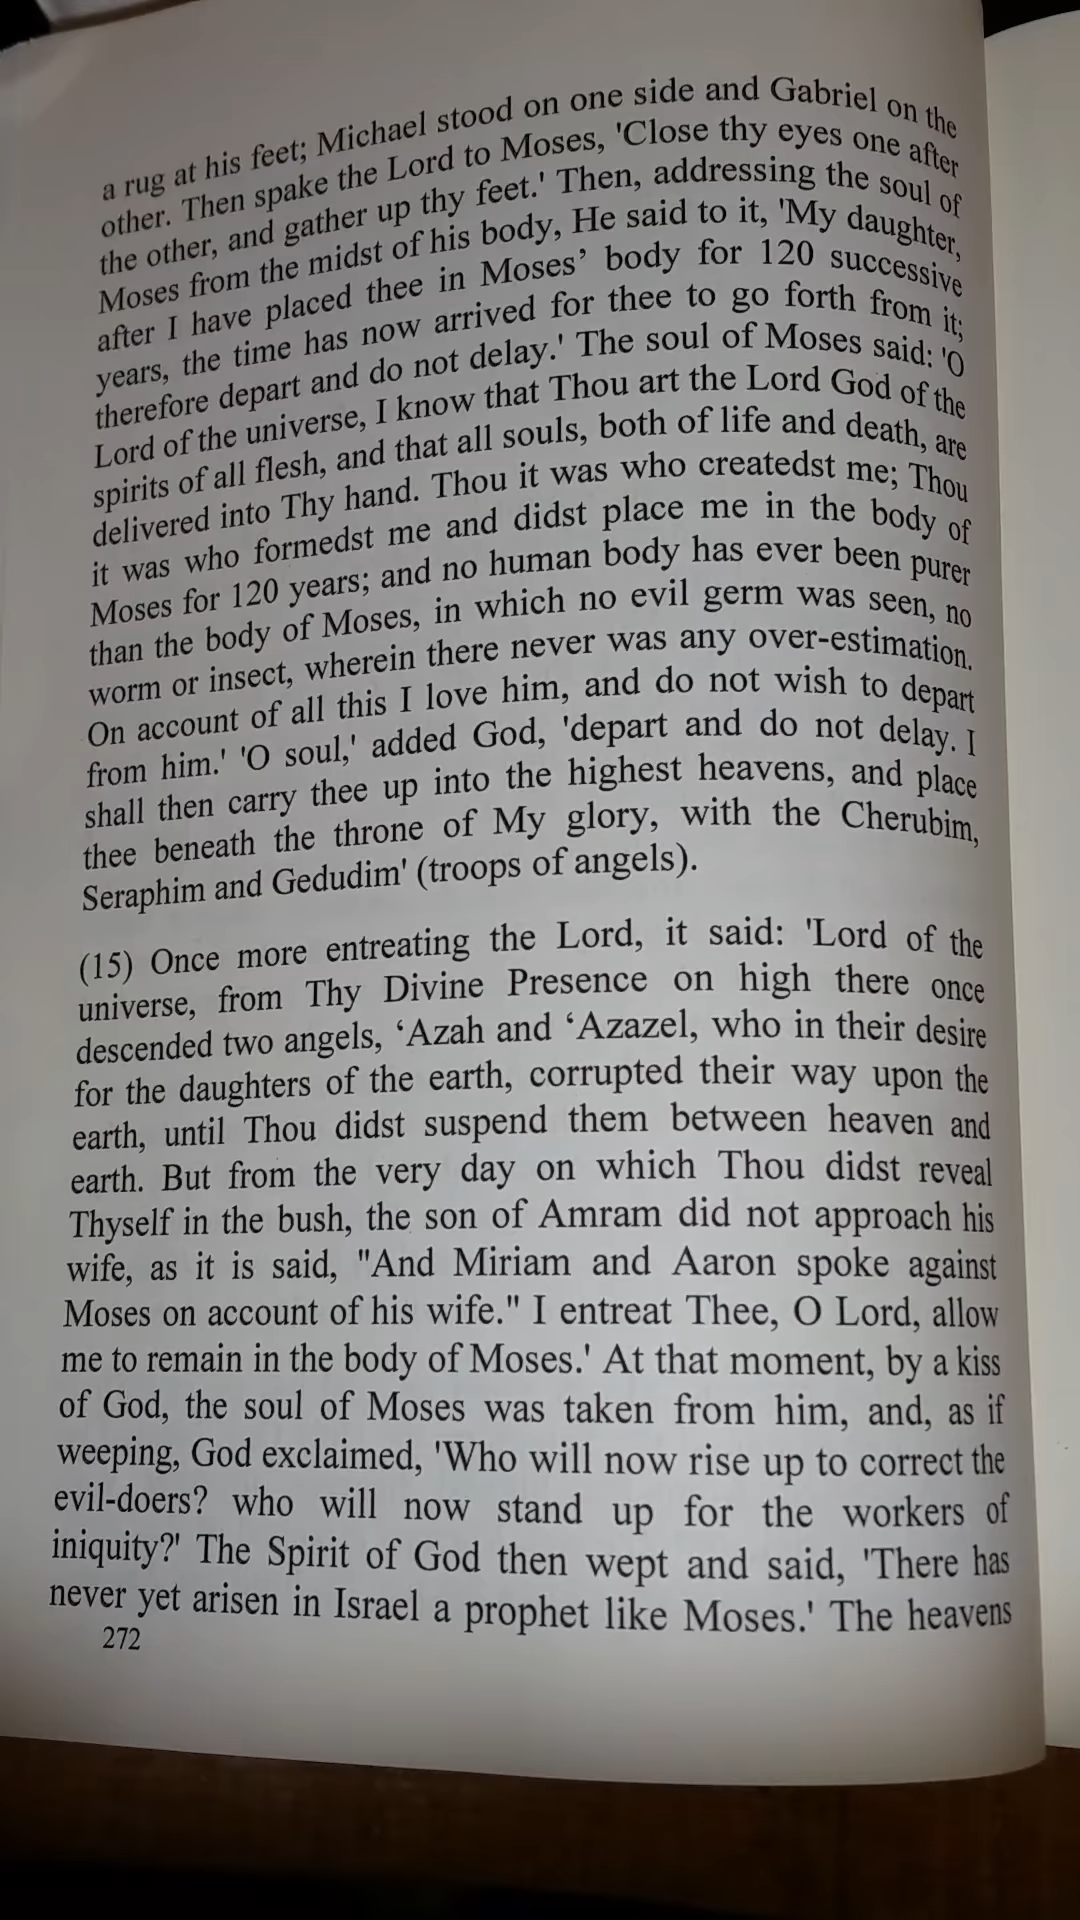 a rug at his feet; Michael stood on one side and Gabriel on the
other. Then spake the Lord to Moses, 'Close thy eyes one after
the other, and gather up thy feet.' Then, addressing the soul of
Moses from the midst of his body, He said to it, 'My daughter,
after I have placed thee in Moses’ body for 120 successive
years, the time has now arrived for thee to go forth from it;
therefore depart and do not delay.' The soul of Moses said: 'O
Lord of the universe, I know that Thou art the Lord God of the
spirits of all flesh, and that all souls, both of life and death, are
delivered into Thy hand. Thou it was who createdst me; Thou
it was who formedst me and didst place me in the body of
Moses for 120 years; and no human body has ever been purer
than the body of Moses, in which no evil germ was seen, no
worm or insect, wherein there never was any over-estimation.
On account of all this I love him, and do not wish to depart
from him.' 'O soul,' added God, 'depart and do not delay. I
shall then carry thee up into the highest heavens, and place
thee beneath the throne of My glory, with the Cherubim,
Seraphim and Gedudim' (troops of angels).
(15) Once more entreating the Lord, it said: 'Lord of the
universe, from Thy Divine Presence on high there once
descended two angels, ‘Azah and ‘Azazel, who in their desire
for the daughters of the earth, corrupted their way upon the
earth, until Thou didst suspend them between heaven and
earth. But from the very day on which Thou didst reveal
Thyself in the bush, the son of Amram did not approach his
wife, as it is said, "And Miriam and Aaron spoke against
Moses on account of his wife." I entreat Thee, O Lord, allow
me to remain in the body of Moses.' At that moment, by a kiss
of God, the soul of Moses was taken from him, and, as if
weeping, God exclaimed, 'Who will now rise up to correct the
evil-doers? who will now stand up for the workers of
iniquity?' The Spirit of God then wept and said, 'There has
never yet arisen in Israel a prophet like Moses.' The heavens
272